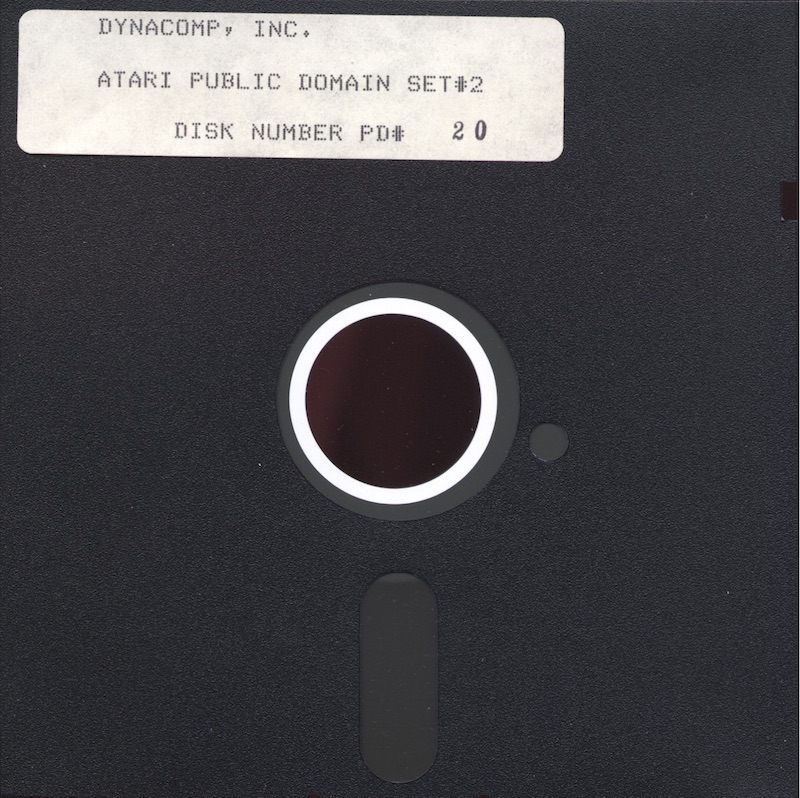 DYNACOMP, INC.
ATARI PUBLIC DOMAIN SET#2
DISK NUMBER PD# 20